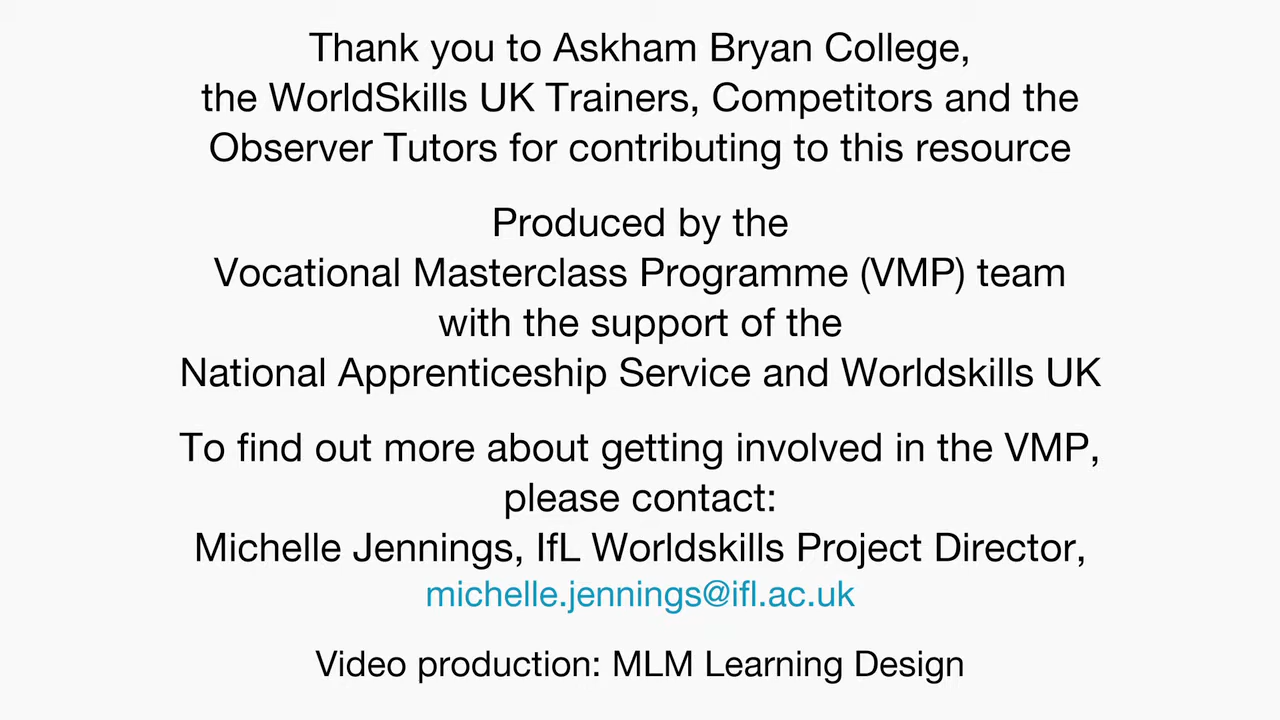 Thank you to Askham Bryan College,
the WorldSkills UK Trainers, Competitors and the
Observer Tutors for contributing to this resource
Produced by the
Vocational Masterclass Programme (VMP) team
with the support of the
National Apprenticeship Service and Worldskills UK
To find out more about getting involved in the VMP,
please contact:
Michelle Jennings, IfL Worldskills Project Director,
michelle.jennings@ifl.ac.uk
Video production: MLM Learning Design